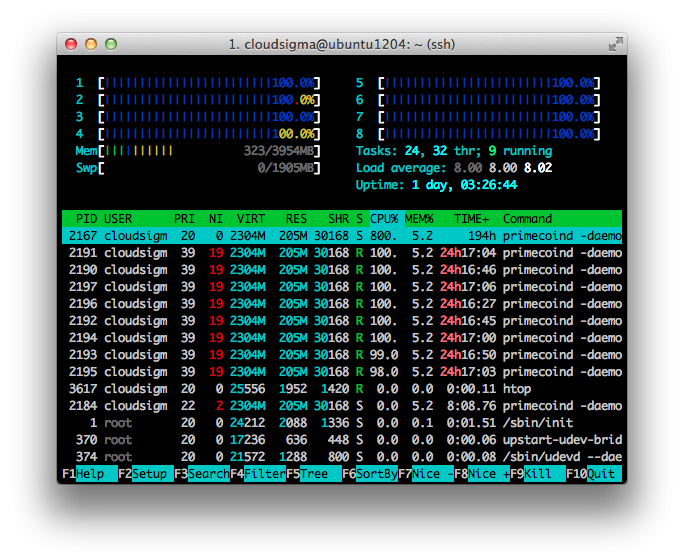 1. cloudsigma@ubuntu1204: ~ (ssh)
1 [||||||||||||||||||||||||100.0%] 5 [||||||||||||||||||||||||100.0%]
2 [||||||||||||||||||||||||100.0%] 6 [||||||||||||||||||||||||100.0%]
3 [||||||||||||||||||||||||100.0%] 7 [||||||||||||||||||||||||100.0%]
4 [||||||||||||||||||||||||100.0%] 8 [||||||||||||||||||||||||100.0%]
Mem[|||||||||| 323/3954MB] Tasks: 24, 32 thr; 9 running
Swp[ 0/1905MB] Load average: 8.00 8.00 8.02
Uptime: 1 day, 03:26:44
PID USER PRI NI VIRT RES SHR S CPU% MEM% TIME+ Command
2167 cloudsigm 20 0 2304M 205M 30168 S 800. 5.2 194h primecoind -daemo
2191 cloudsigm 39 19 2304M 205M 30168 R 100. 5.2 24h17:04 primecoind -daemo
2190 cloudsigm 39 19 2304M 205M 30168 R 100. 5.2 24h16:46 primecoind -daemo
2197 cloudsigm 39 19 2304M 205M 30168 R 100. 5.2 24h17:06 primecoind -daemo
2196 cloudsigm 39 19 2304M 205M 30168 R 100. 5.2 24h16:27 primecoind -daemo
2192 cloudsigm 39 19 2304M 205M 30168 R 100. 5.2 24h16:45 primecoind -daemo
2194 cloudsigm 39 19 2304M 205M 30168 R 100. 5.2 24h17:00 primecoind -daemo
2193 cloudsigm 39 19 2304M 205M 30168 R 99.0 5.2 24h16:50 primecoind -daemo
2195 cloudsigm 39 19 2304M 205M 30168 R 98.0 5.2 24h17:03 primecoind -daemo
3617 cloudsigm 20 0 25556 1952 1420 R 0.0 0.0 0:00.11 htop
2184 cloudsigm 22 2 2304M 205M 30168 S 0.0 5.2 8:08.76 primecoind -daemo
1 root 20 0 24212 2088 1336 S 0.0 0.1 0:01.51 /sbin/init
370 root 20 0 17236 636 448 S 0.0 0.0 0:00.06 upstart-udev-brid
374 root 20 0 21572 1288 800 S 0.0 0.0 0:00.08 /sbin/udevd --dae
F1Help F2Setup F3SearchF4FilterF5Tree F6SortByF7Nice -F8Nice +F9Kill F10Quit